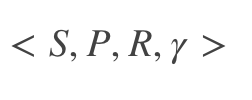 < S, P, R, γ >